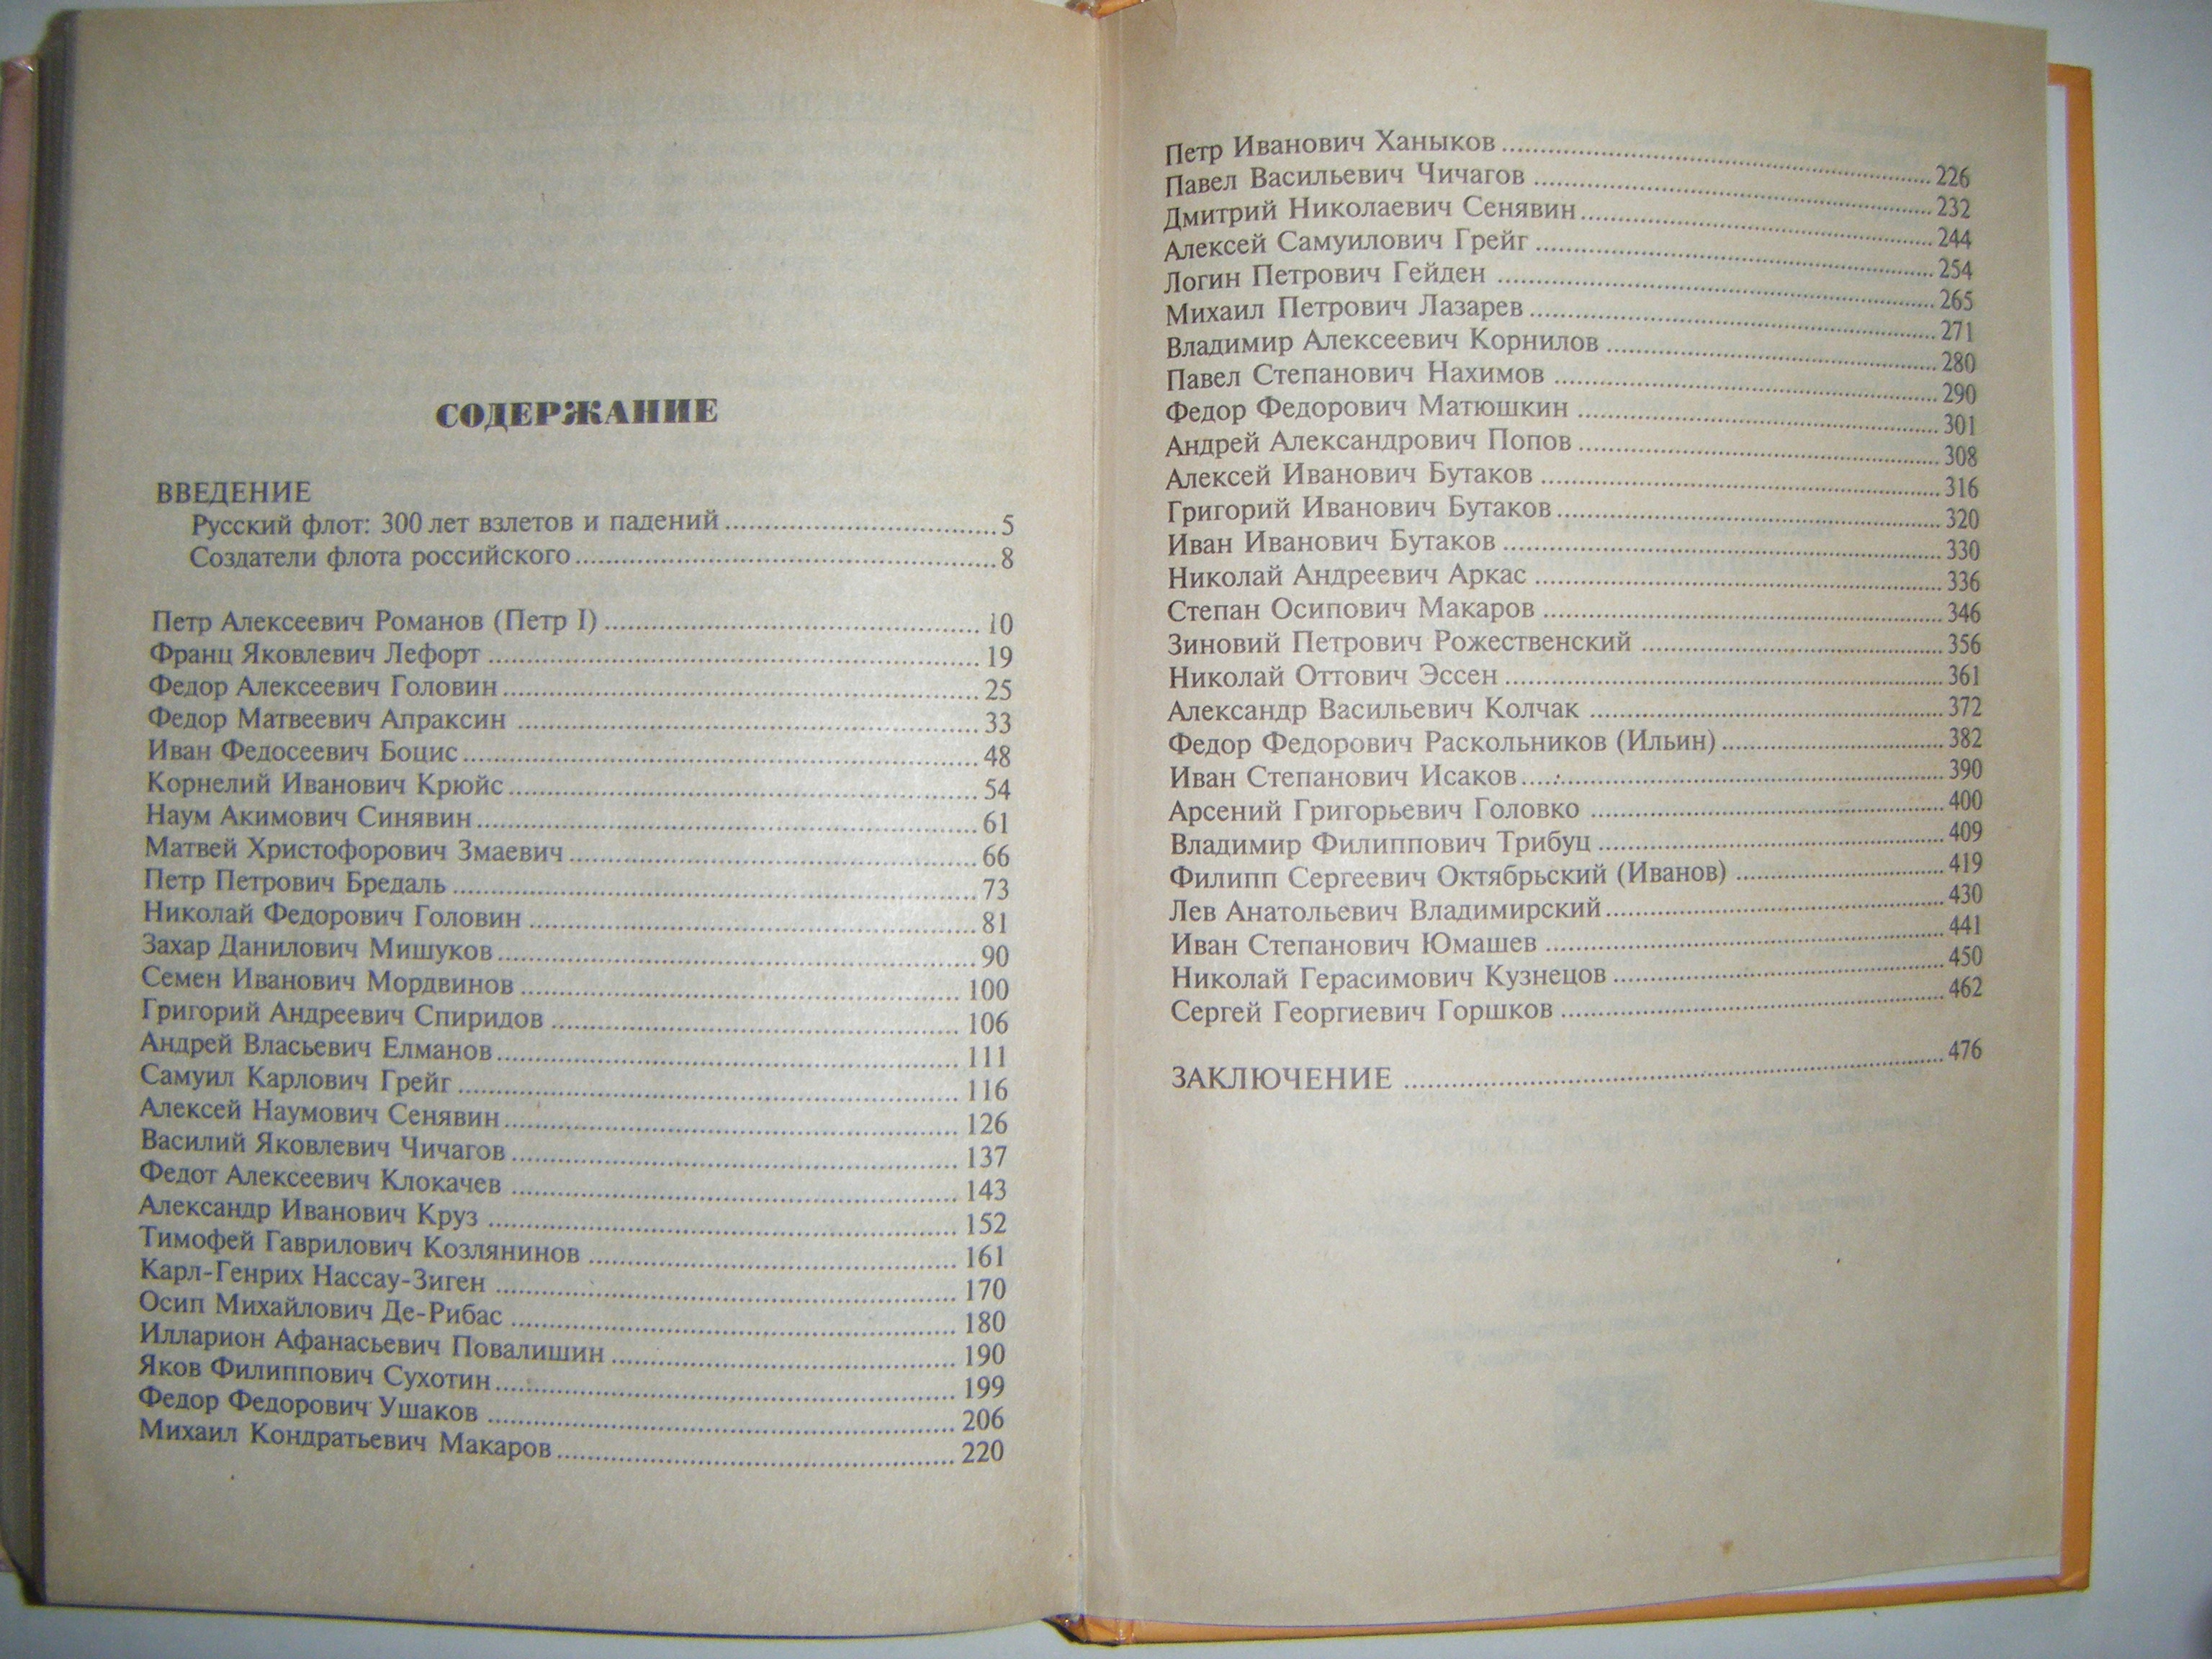 СОДЕРЖАНИЕ
ВВЕДЕНИЕ
Русский флот: 300 лет взлетов и падений ........ 5
Создатели флота российского ........ 8
Петр Алексеевич Романов (Петр I) ........ 10
Франц Яковлевич Лефорт ........ 19
Федор Алексеевич Головин ........ 25
Федор Матвеевич Апраксин ........ 33
Иван Федосеевич Боцис ........ 48
Корнелий Иванович Крюйс ........ 54
Наум Акимович Синявин ........ 61
Матвей Христофорович Змаевич ........ 66
Петр Петрович Бредаль ........ 73
Николай Федорович Головин ........ 81
Захар Данилович Мишуков ........ 90
Семен Иванович Мордвинов ........ 100
Григорий Андреевич Спиридов ........ 106
Андрей Власьевич Елманов ........ 111
Самуил Карлович Грейг ........ 116
Алексей Наумович Сенявин ........ 126
Василий Яковлевич Чичагов ........ 137
Федот Алексеевич Клокачев ........ 143
Александр Иванович Круз ........ 152
Тимофей Гаврилович Козлянинов ........ 161
Карл-Генрих Нассау-Зиген ........ 170
Осип Михайлович Де-Рибас ........ 180
Илларион Афанасьевич Повалишин ........ 190
Яков Филиппович Сухотин ........ 199
Федор Федорович Ушаков ........ 206
Михаил Кондратьевич Макаров ........ 220
Петр Иванович Ханыков ........ 226
Павел Васильевич Чичагов ........ 232
Дмитрий Николаевич Сенявин ........ 244
Алексей Самуилович Грейг ........ 254
Логин Петрович Гейден ........ 265
Михаил Петрович Лазарев ........ 271
Владимир Алексеевич Корнилов ........ 280
Павел Степанович Нахимов ........ 290
Федор Федорович Матюшкин ........ 301
Андрей Александрович Попов ........ 308
Алексей Иванович Бутаков ........ 316
Григорий Иванович Бутаков ........ 320
Иван Иванович Бутаков ........ 330
Николай Андреевич Аркас ........ 336
Степан Осипович Макаров ........ 346
Зиновий Петрович Рожественский ........ 356
Николай Оттович Эссен ........ 361
Александр Васильевич Колчак ........ 372
Федор Федорович Раскольников (Ильин) ........ 382
Иван Степанович Исаков ........ 390
Арсений Григорьевич Головко ........ 400
Владимир Филиппович Трибуц ........ 409
Филипп Сергеевич Октябрьский (Иванов) ........ 419
Лев Анатольевич Владимирский ........ 430
Иван Степанович Юмашев ........ 441
Николай Герасимович Кузнецов ........ 450
Сергей Георгиевич Горшков ........ 462
ЗАКЛЮЧЕНИЕ ........ 476